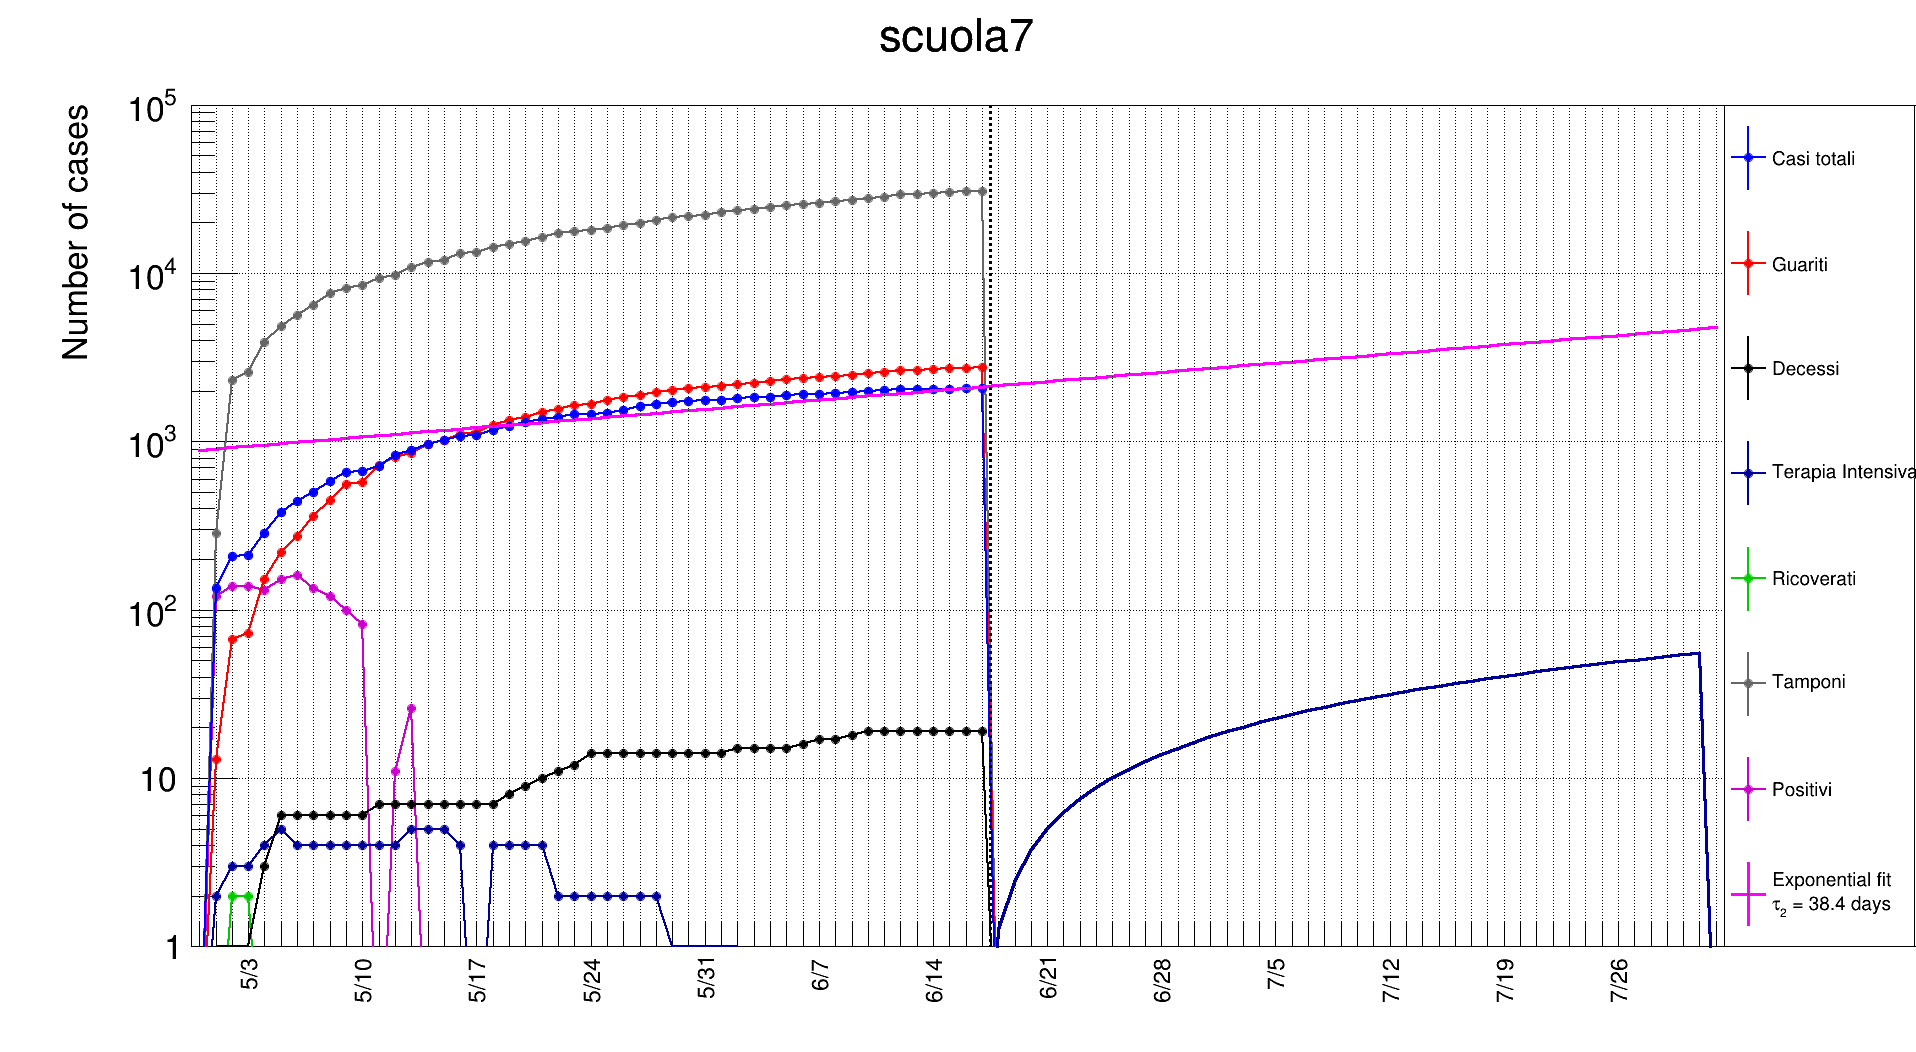 scuola7
Number of cases
10^5
10^4
10^3
10^2
10
1
5/3
5/10
5/17
5/24
5/31
6/7
6/14
6/21
6/28
7/5
7/12
7/19
7/26
Casi totali
Guariti
Decessi
Terapia Intensiva
Ricoverati
Tamponi
Positivi
Exponential fit
τ_2 = 38.4 days